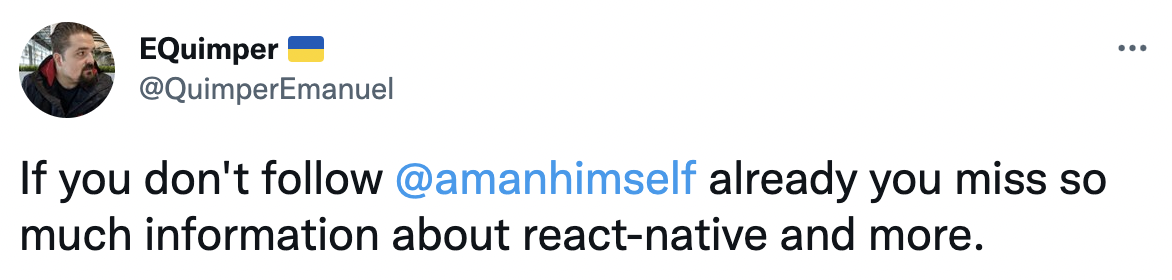 EQuimper 🇺🇦
@QuimperEmanuel
If you don't follow @amanhimself already you miss so
much information about react-native and more.